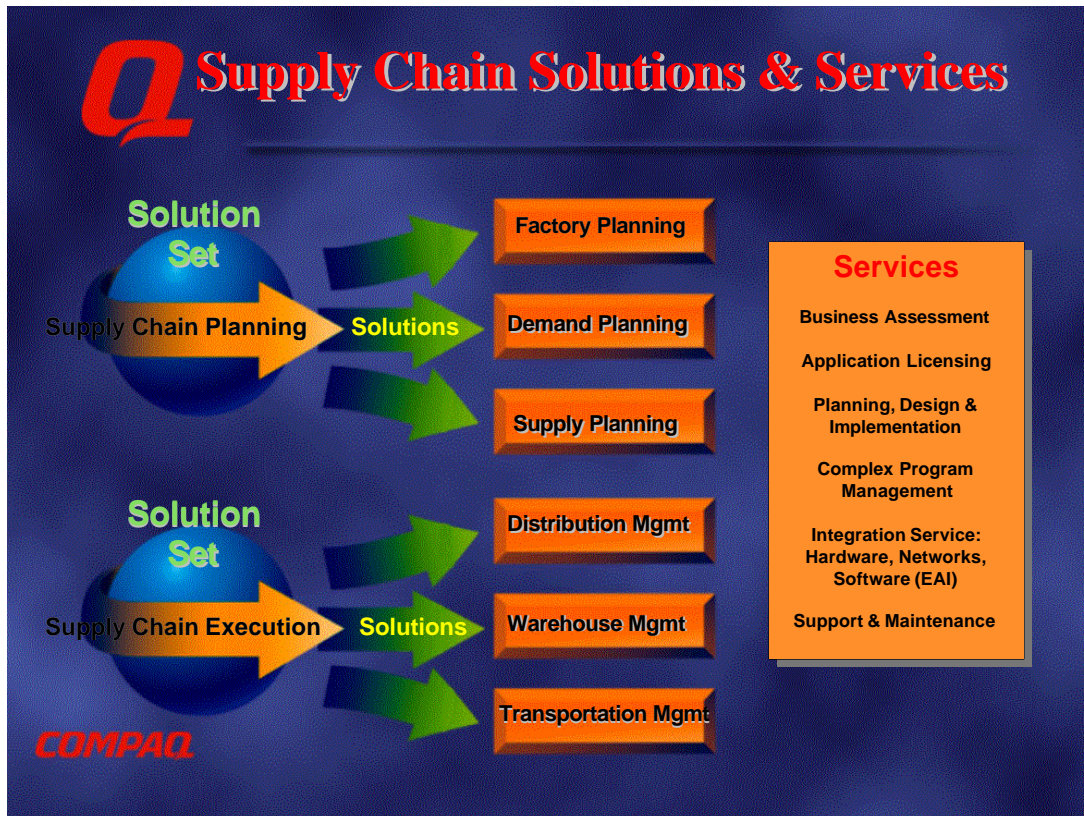 Q Supply Chain Solutions & Services
Solution
Set
Supply Chain Planning
Solutions
Factory Planning
Demand Planning
Supply Planning
Solution
Set
Supply Chain Execution
Solutions
Distribution Mgmt
Warehouse Mgmt
Transportation Mgmt
Services
Business Assessment
Application Licensing
Planning, Design &
Implementation
Complex Program
Management
Integration Service:
Hardware, Networks,
Software (EAI)
Support & Maintenance
COMPAQ